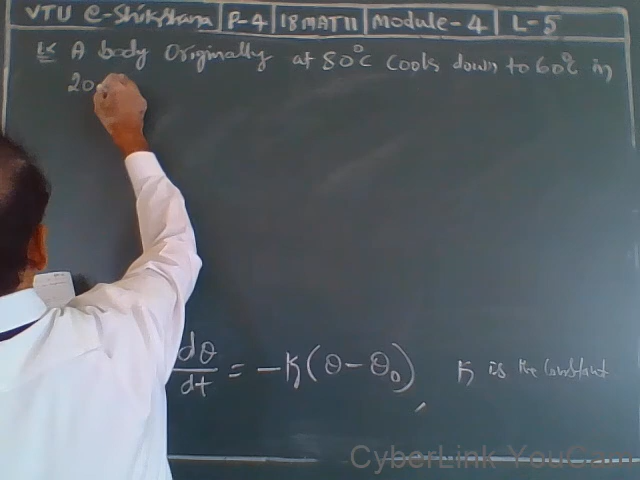 VTU e-Shikshana | P-4 | 18MAT11 | Module-4 | L-5
Ex A body Originally at 80°C Cools down to 60°C in
20
dθ/dt = -K(θ - θ₀), K is the Constant
CyberLink YouCam